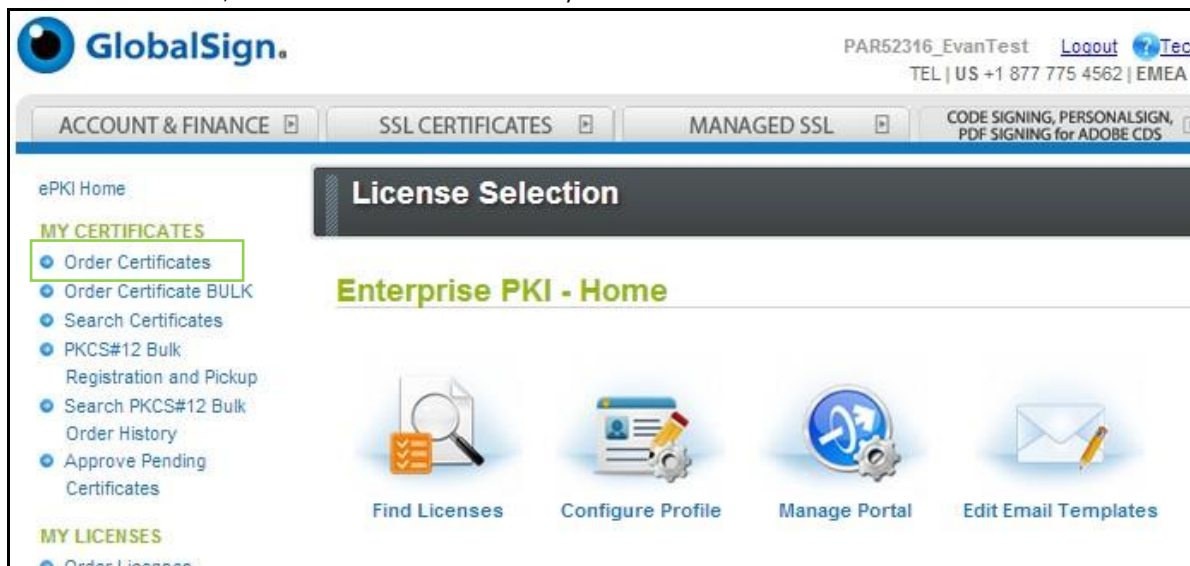 GlobalSign.
PAR52316_EvanTest Logout Tec
TEL | US +1 877 775 4562 | EMEA
ACCOUNT & FINANCE
SSL CERTIFICATES
MANAGED SSL
CODE SIGNING, PERSONALSIGN,
PDF SIGNING for ADOBE CDS
ePKI Home
MY CERTIFICATES
Order Certificates
Order Certificate BULK
Search Certificates
PKCS#12 Bulk
Registration and Pickup
Search PKCS#12 Bulk
Order History
Approve Pending
Certificates
MY LICENSES
Order Licenses
License Selection
Enterprise PKI - Home
Find Licenses
Configure Profile
Manage Portal
Edit Email Templates